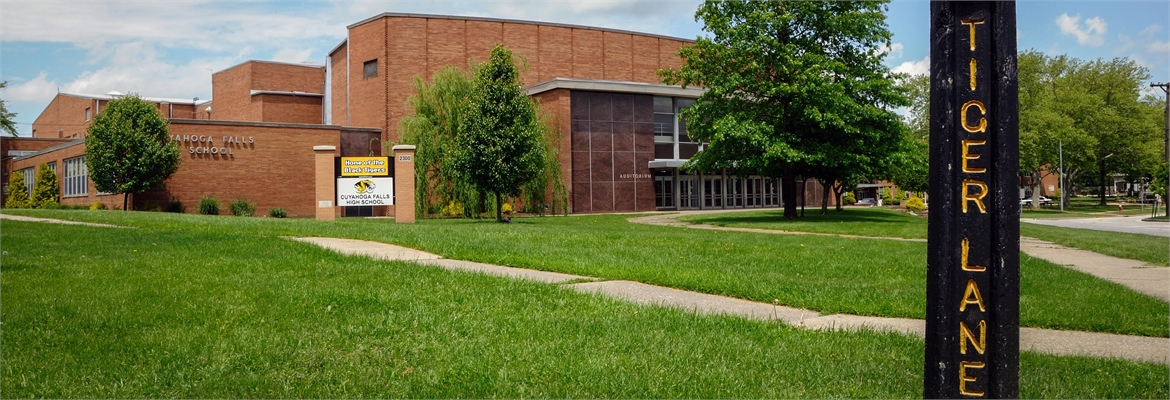 YAHOGA FALLS
SCHOOL
2300
Home of the
Black Tigers
CUYAHOGA FALLS
HIGH SCHOOL
AUDITORIUM
TIGER LANE